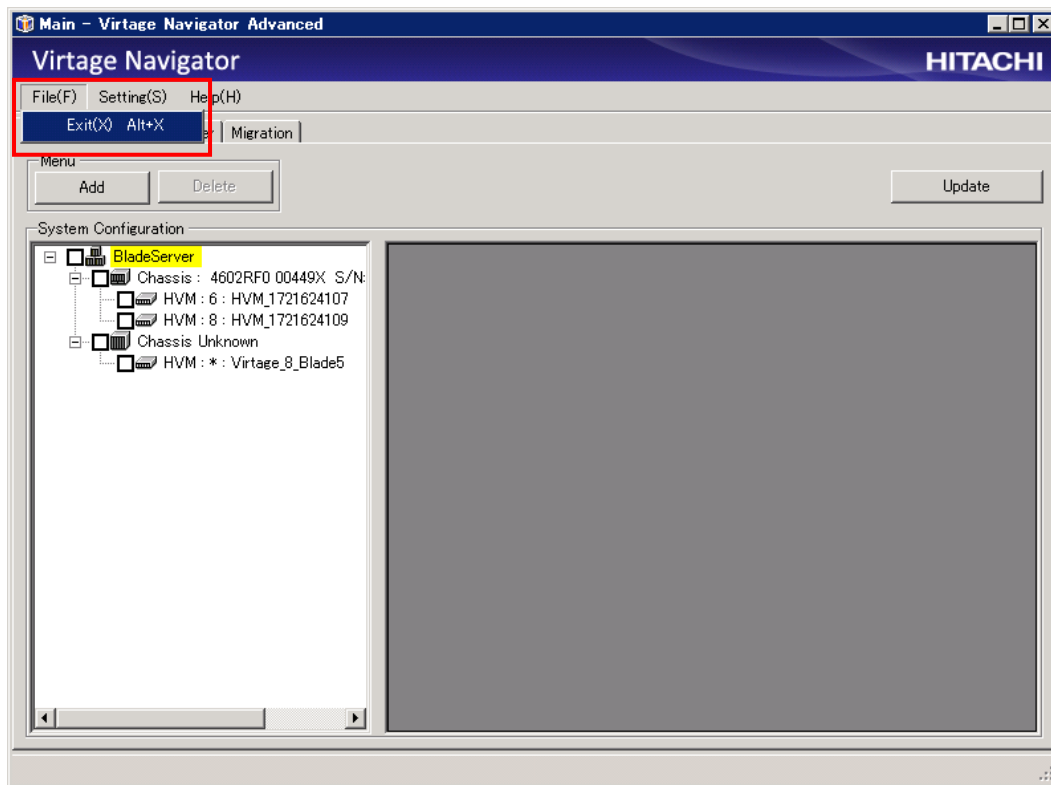 Main - Virtage Navigator Advanced
Virtage Navigator
HITACHI
File(F) Setting(S) Help(H)
Exit(X) Alt+X
Migration
Menu
Add Delete Update
System Configuration
BladeServer
Chassis : 4602RF0 00449X S/N:
HVM : 6 : HVM_1721624107
HVM : 8 : HVM_1721624109
Chassis Unknown
HVM : * : Virtage_8_Blade5